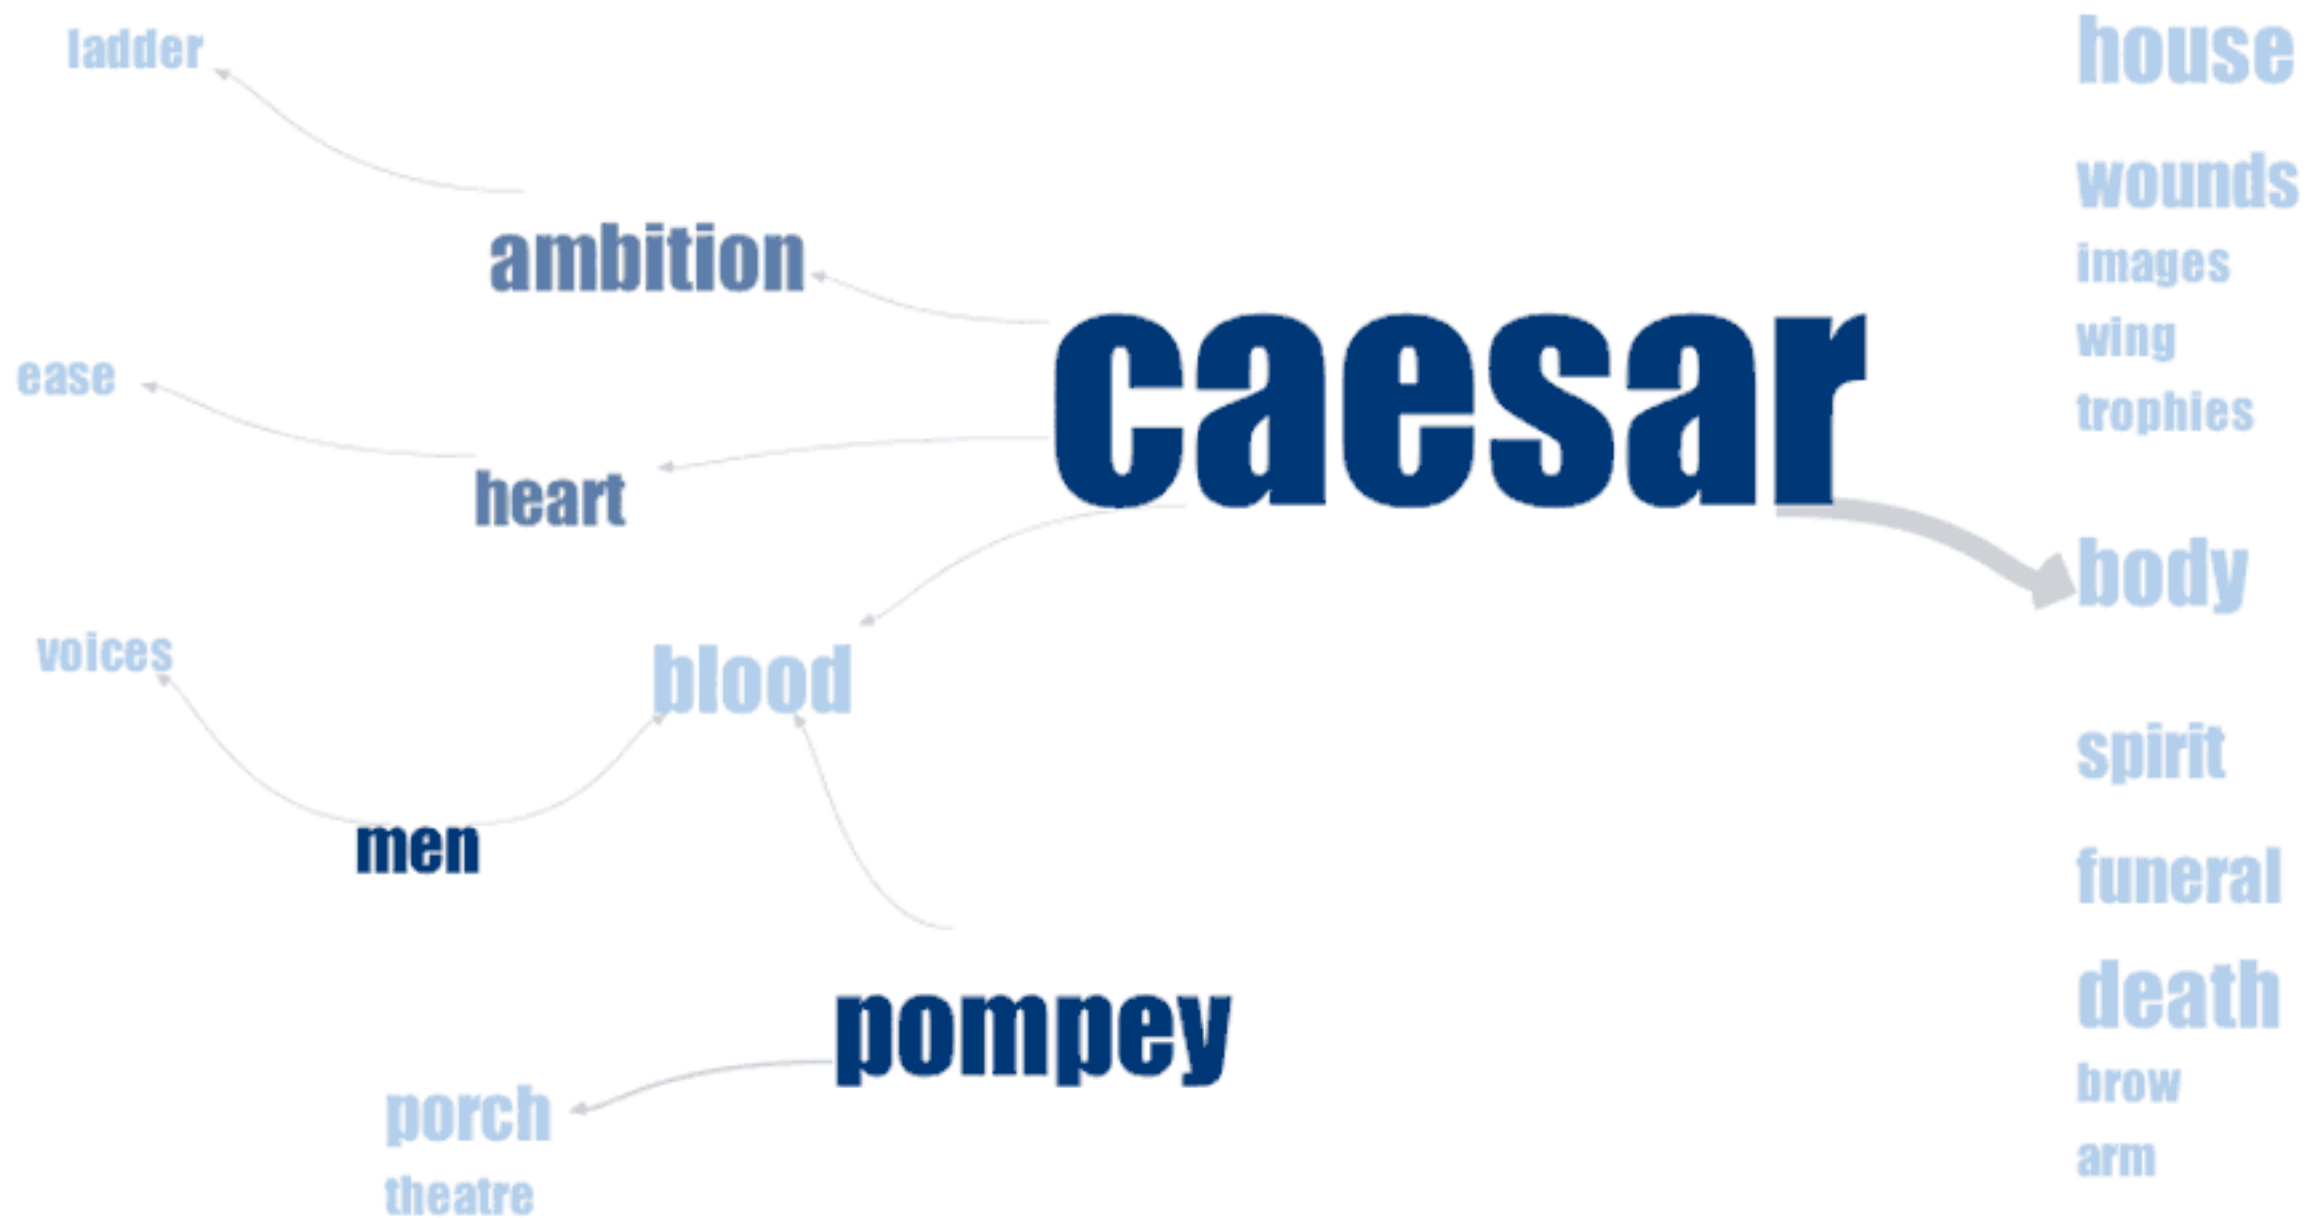 ladder
house
wounds
ambition
images
wing
caesar
ease
trophies
heart
body
voices
blood
spirit
men
funeral
death
pompey
brow
porch
arm
theatre